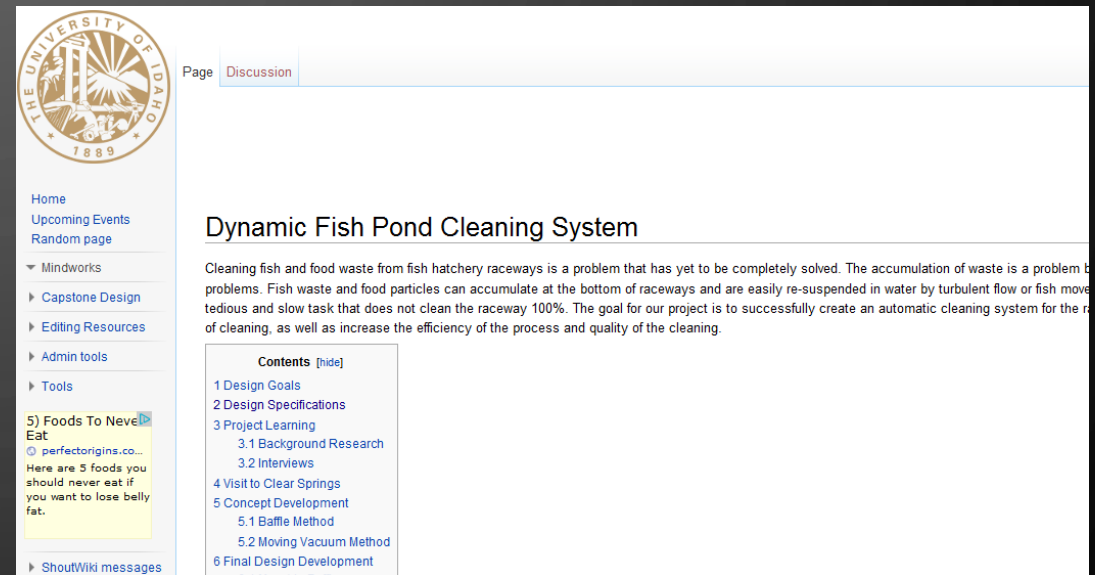 THE UNIVERSITY OF IDAHO
1889
Page Discussion
Home
Upcoming Events
Random page
Mindworks
Capstone Design
Editing Resources
Admin tools
Tools
5) Foods To Neve
Eat
perfectorigins.co...
Here are 5 foods you
should never eat if
you want to lose belly
fat.
ShoutWiki messages
Dynamic Fish Pond Cleaning System
Cleaning fish and food waste from fish hatchery raceways is a problem that has yet to be completely solved. The accumulation of waste is a problem b
problems. Fish waste and food particles can accumulate at the bottom of raceways and are easily re-suspended in water by turbulent flow or fish move
tedious and slow task that does not clean the raceway 100%. The goal for our project is to successfully create an automatic cleaning system for the ra
of cleaning, as well as increase the efficiency of the process and quality of the cleaning.
Contents [hide]
1 Design Goals
2 Design Specifications
3 Project Learning
3.1 Background Research
3.2 Interviews
4 Visit to Clear Springs
5 Concept Development
5.1 Baffle Method
5.2 Moving Vacuum Method
6 Final Design Development